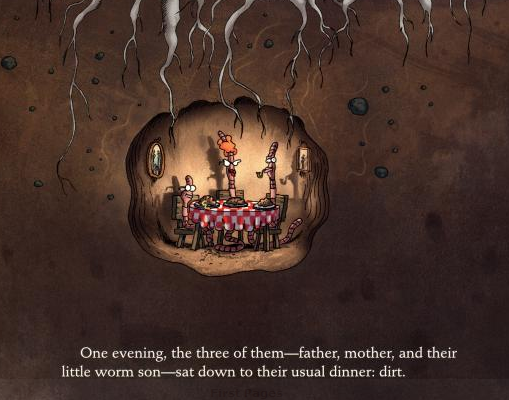 One evening, the three of them—father, mother, and their
little worm son—sat down to their usual dinner: dirt.